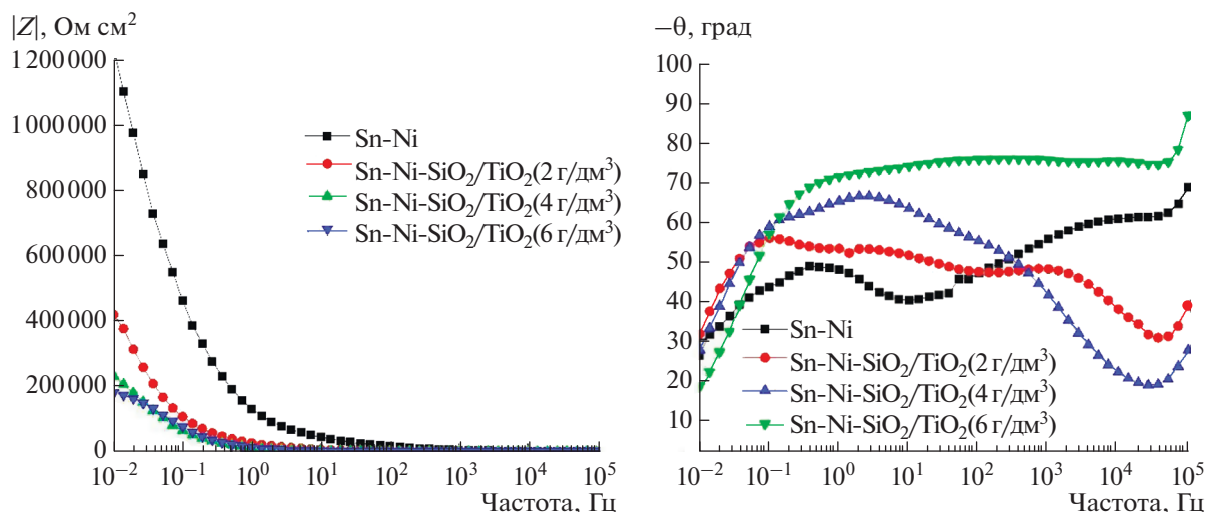 |Z|, Ом см²
1200 000
1000 000
800 000
600 000
400 000
200 000
0
10⁻² 10⁻¹ 10⁰ 10¹ 10² 10³ 10⁴ 10⁵
Частота, Гц
Sn-Ni
Sn-Ni-SiO₂/TiO₂(2 г/дм³)
Sn-Ni-SiO₂/TiO₂(4 г/дм³)
Sn-Ni-SiO₂/TiO₂(6 г/дм³)
−θ, град
100
90
80
70
60
50
40
30
20
10
10⁻² 10⁻¹ 10⁰ 10¹ 10² 10³ 10⁴ 10⁵
Частота, Гц
Sn-Ni
Sn-Ni-SiO₂/TiO₂(2 г/дм³)
Sn-Ni-SiO₂/TiO₂(4 г/дм³)
Sn-Ni-SiO₂/TiO₂(6 г/дм³)